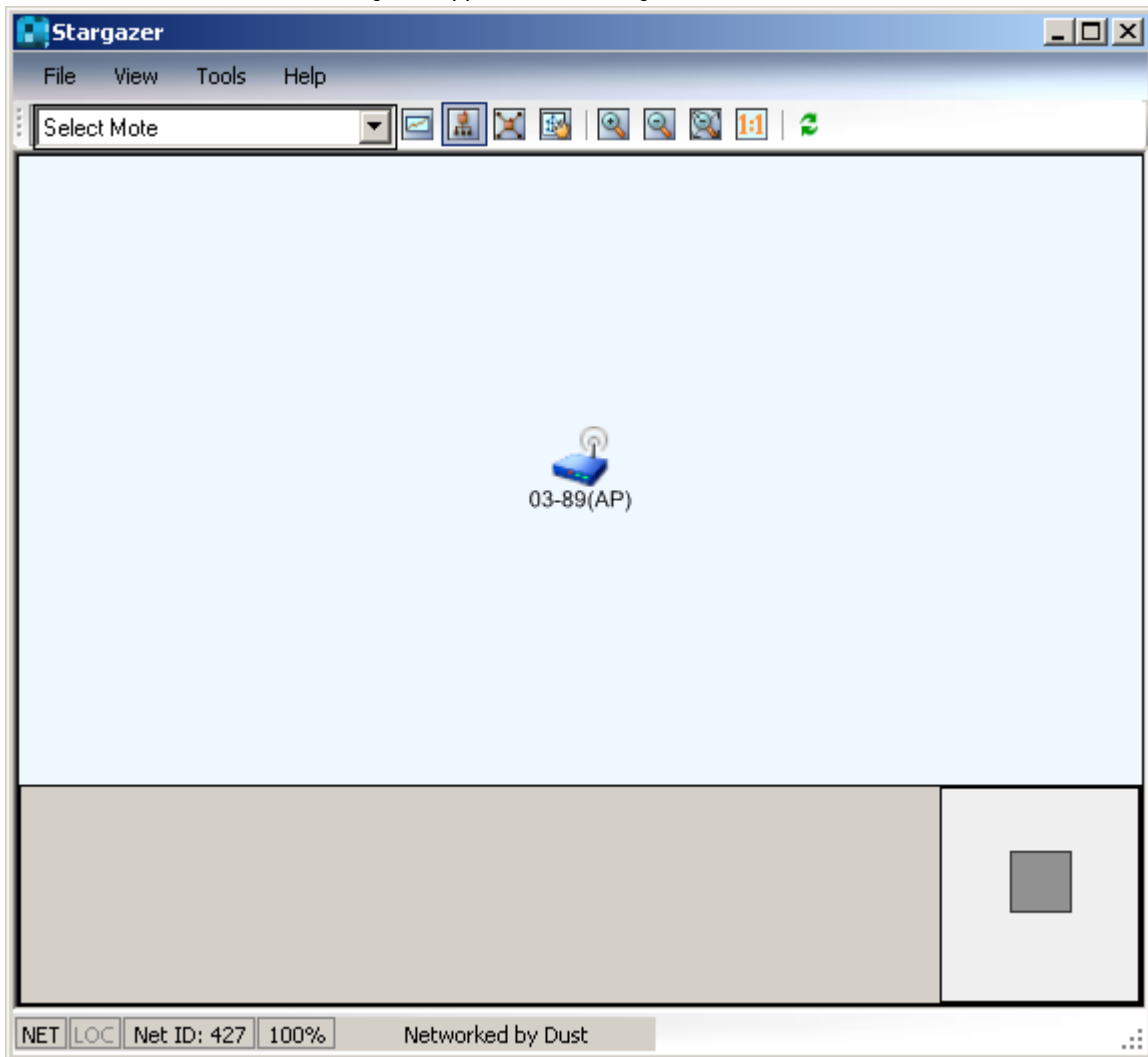 Stargazer
File View Tools Help
Select Mote 1:1
03-89(AP)
NET LOC Net ID: 427 100% Networked by Dust